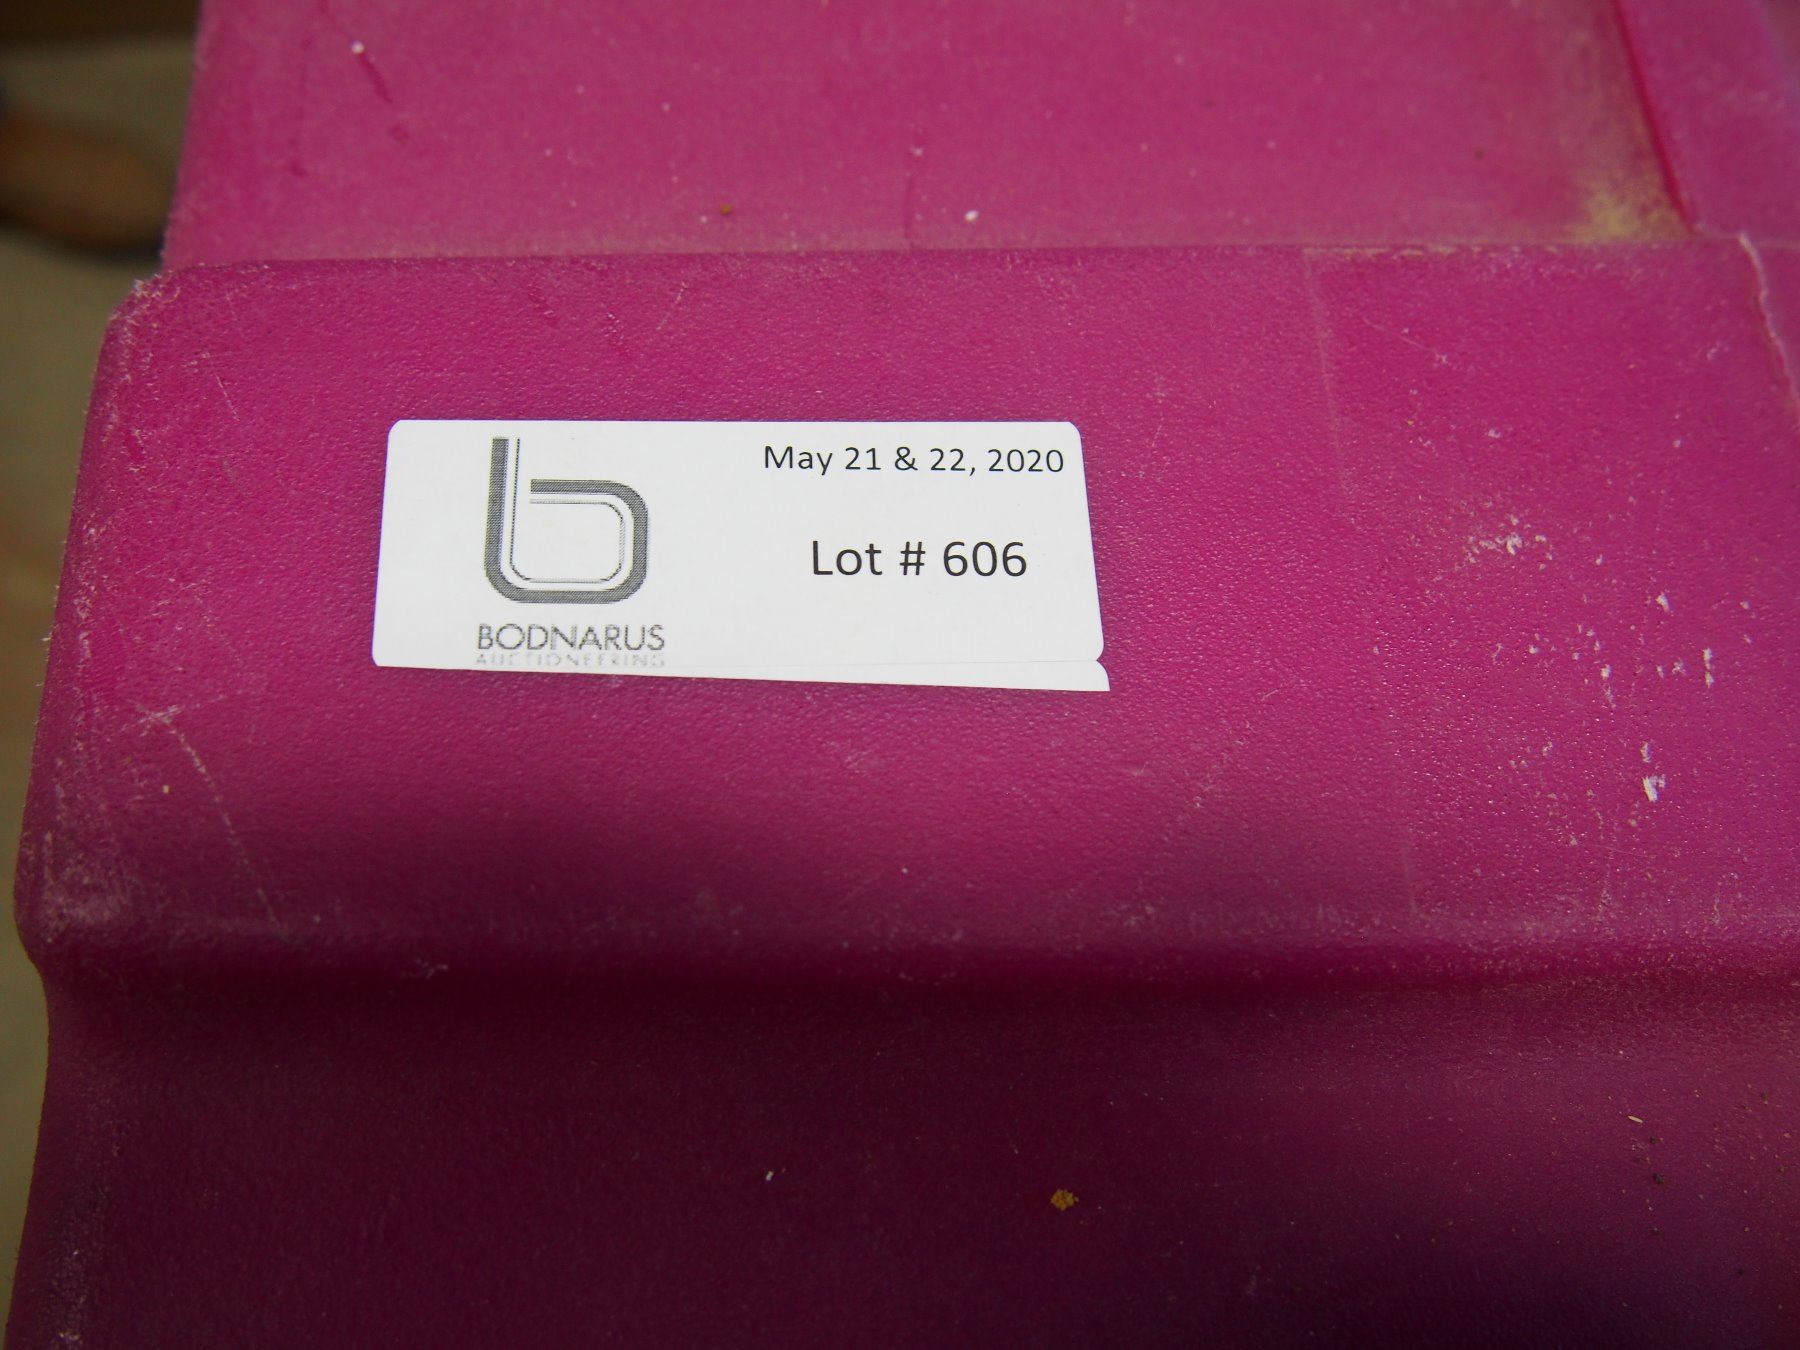 May 21 & 22, 2020
Lot # 606
b
BODNARUS
AUCTIONEERING